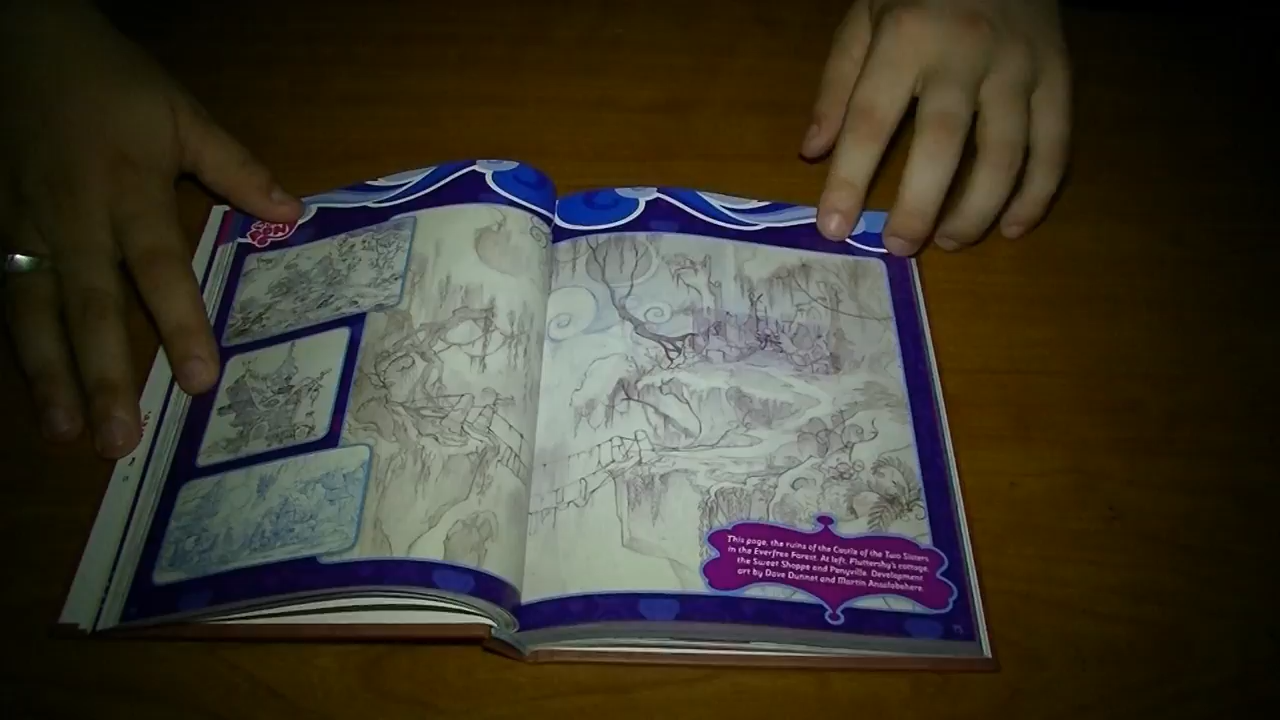 This page, the ruins of the Castle of the Two Sisters
in the Everfree Forest. At left, Fluttershy's cottage,
the Sweet Shoppe and Ponyville. Development
art by Dave Dunnet and Martin Ansolabehere.